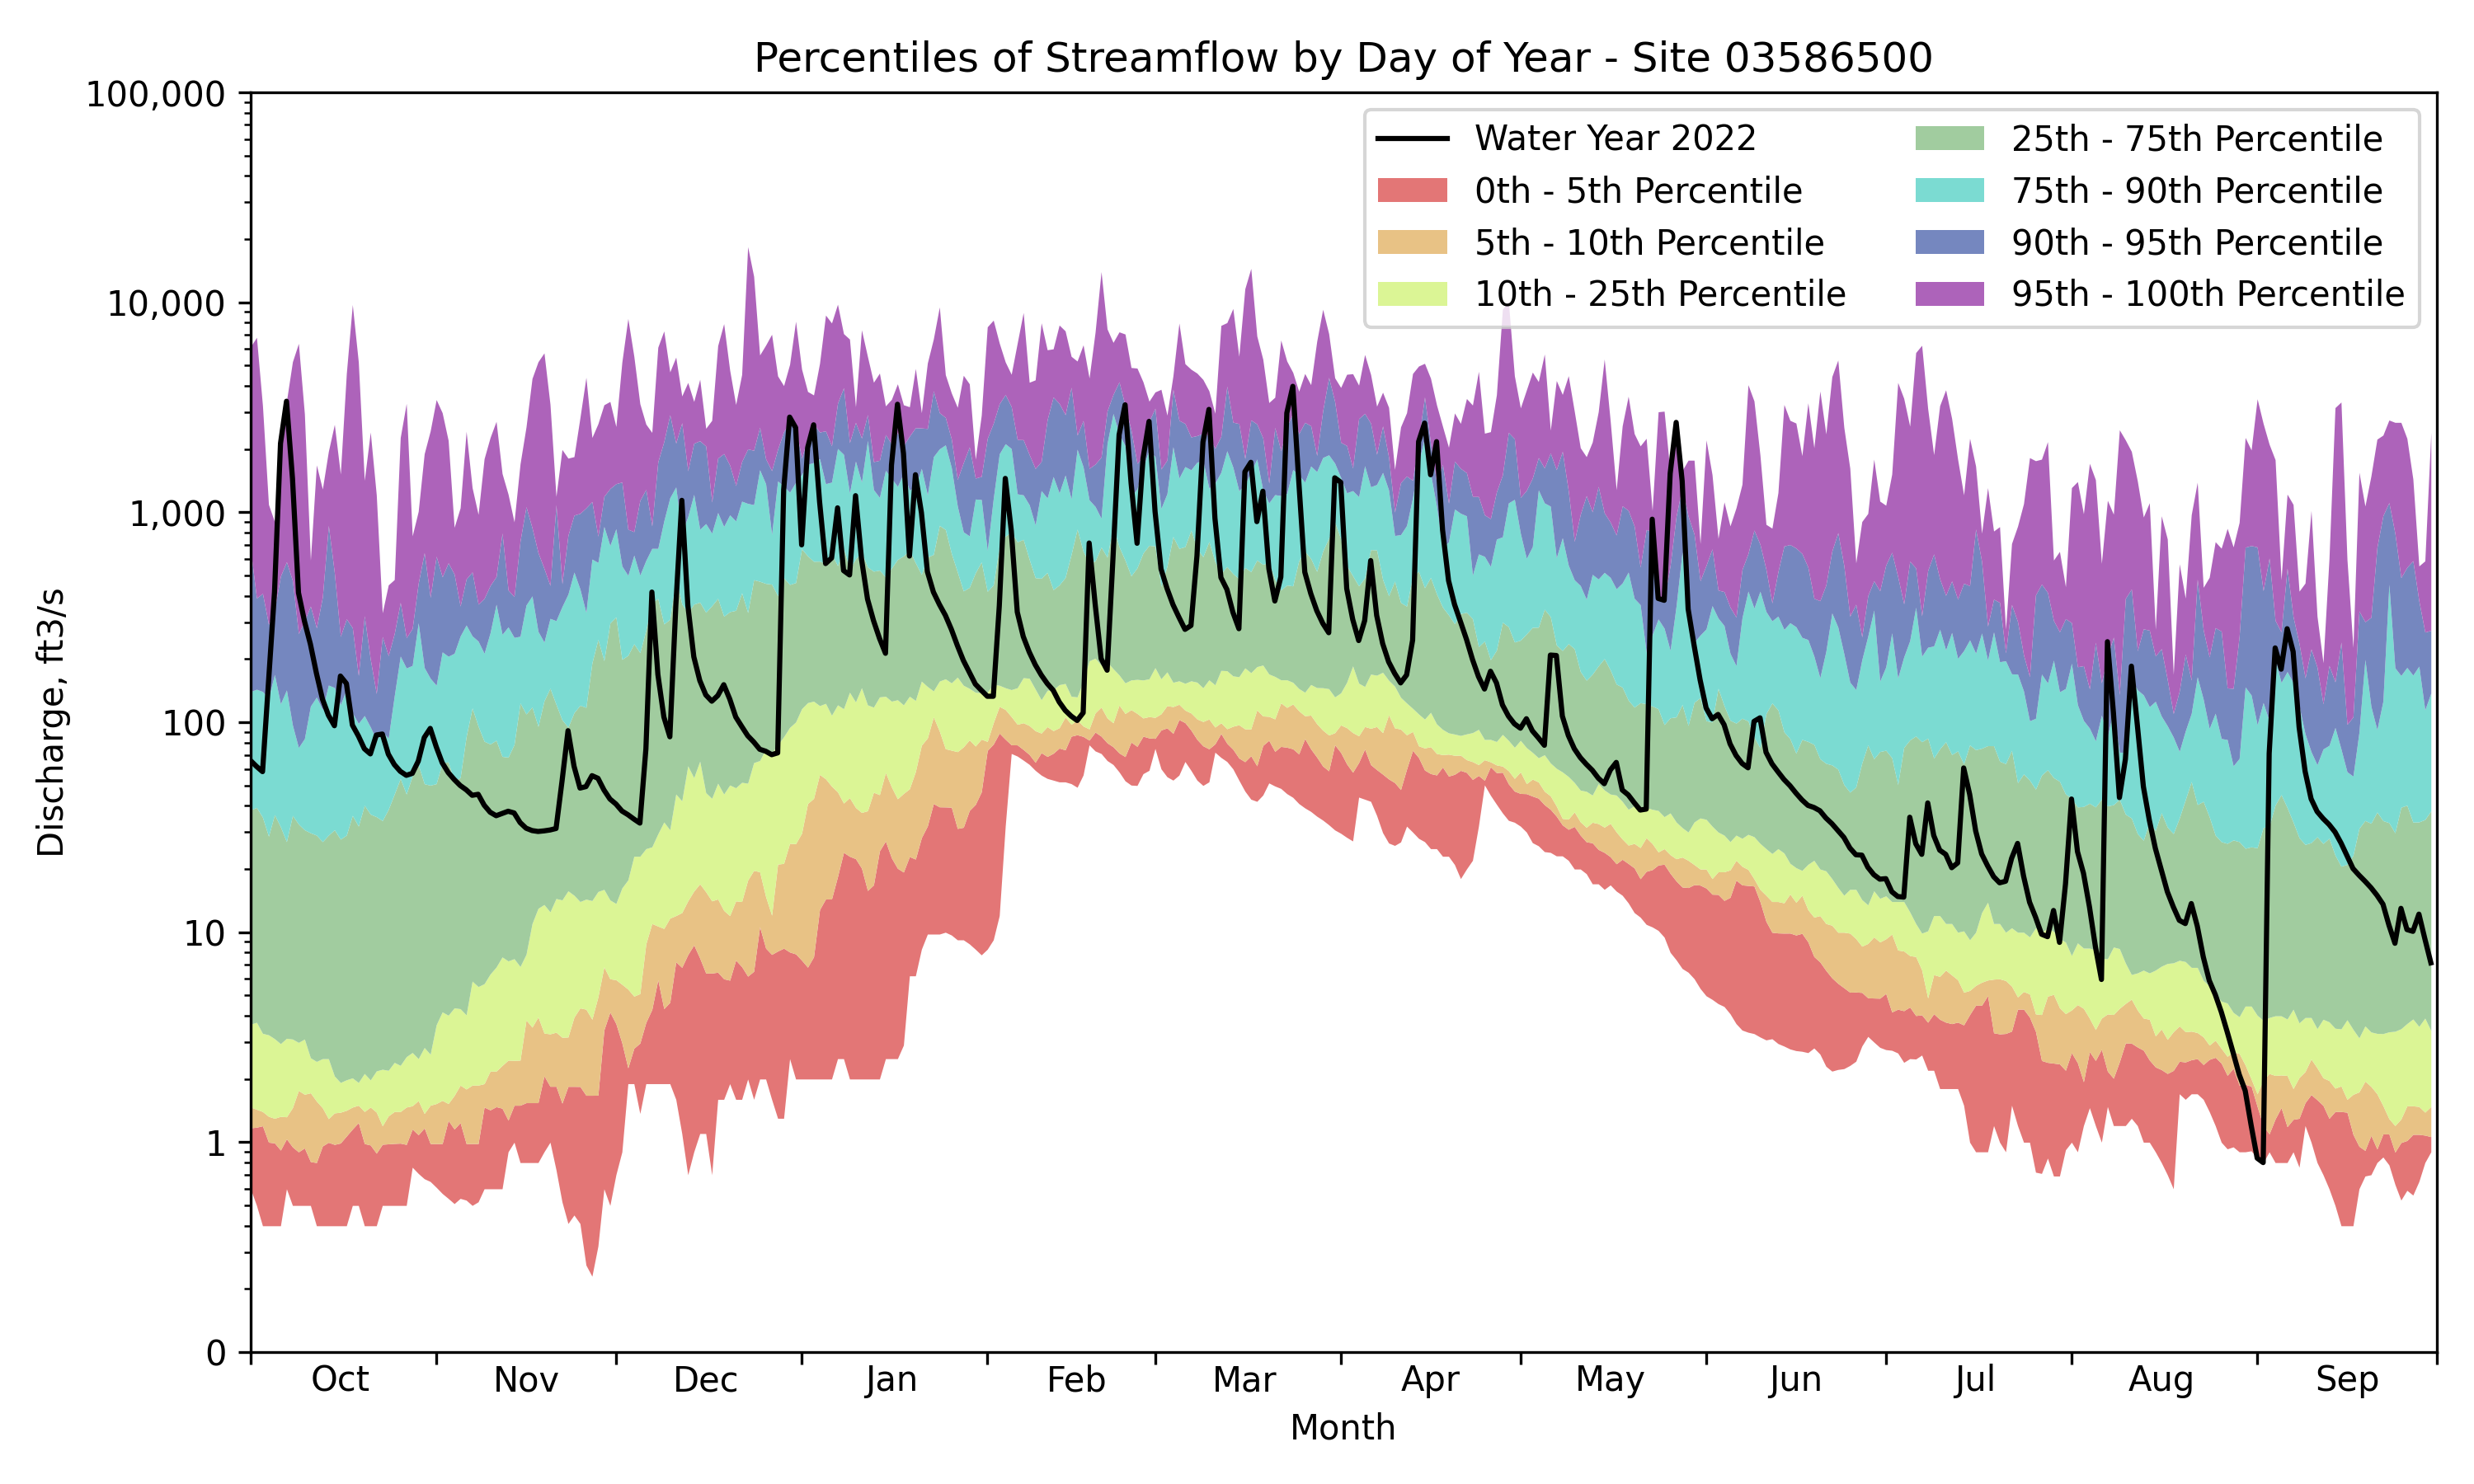 Percentiles of Streamflow by Day of Year - Site 03586500
100,000
10,000
1,000
100
10
1
0
Discharge, ft3/s
Water Year 2022
0th - 5th Percentile
5th - 10th Percentile
10th - 25th Percentile
25th - 75th Percentile
75th - 90th Percentile
90th - 95th Percentile
95th - 100th Percentile
Oct Nov Dec Jan Feb Mar Apr May Jun Jul Aug Sep
Month